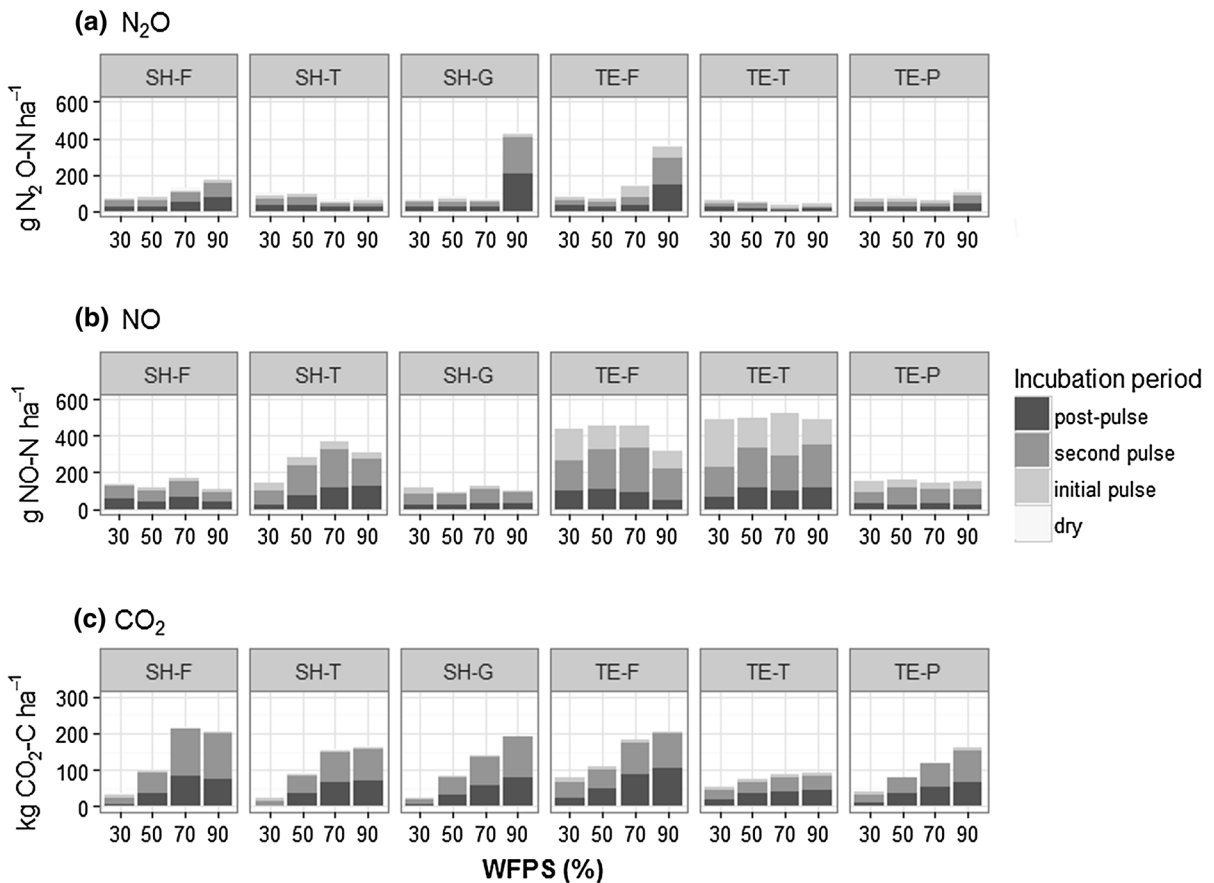 (a) N₂O
SH-F SH-T SH-G TE-F TE-T TE-P
g N₂ O-N ha⁻¹
600
400
200
0
30 50 70 90 30 50 70 90 30 50 70 90 30 50 70 90 30 50 70 90 30 50 70 90
(b) NO
SH-F SH-T SH-G TE-F TE-T TE-P
g NO-N ha⁻¹
600
400
200
0
30 50 70 90 30 50 70 90 30 50 70 90 30 50 70 90 30 50 70 90 30 50 70 90
Incubation period
post-pulse
second pulse
initial pulse
dry
(c) CO₂
SH-F SH-T SH-G TE-F TE-T TE-P
kg CO₂-C ha⁻¹
300
200
100
0
30 50 70 90 30 50 70 90 30 50 70 90 30 50 70 90 30 50 70 90 30 50 70 90
WFPS (%)